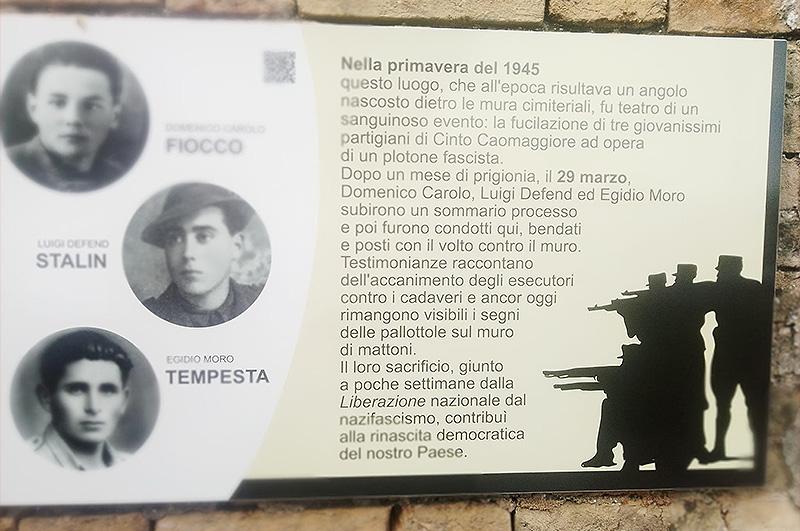 DOMENICO CAROLO
FIOCCO
LUIGI DEFEND
STALIN
EGIDIO MORO
TEMPESTA
Nella primavera del 1945
questo luogo, che all'epoca risultava un angolo
nascosto dietro le mura cimiteriali, fu teatro di un
sanguinoso evento: la fucilazione di tre giovanissimi
partigiani di Cinto Caomaggiore ad opera
di un plotone fascista.
Dopo un mese di prigionia, il 29 marzo,
Domenico Carolo, Luigi Defend ed Egidio Moro
subirono un sommario processo
e poi furono condotti qui, bendati
e posti con il volto contro il muro.
Testimonianze raccontano
dell'accanimento degli esecutori
contro i cadaveri e ancor oggi
rimangono visibili i segni
delle pallottole sul muro
di mattoni.
Il loro sacrificio, giunto
a poche settimane dalla
Liberazione nazionale dal
nazifascismo, contribuì
alla rinascita democratica
del nostro Paese.